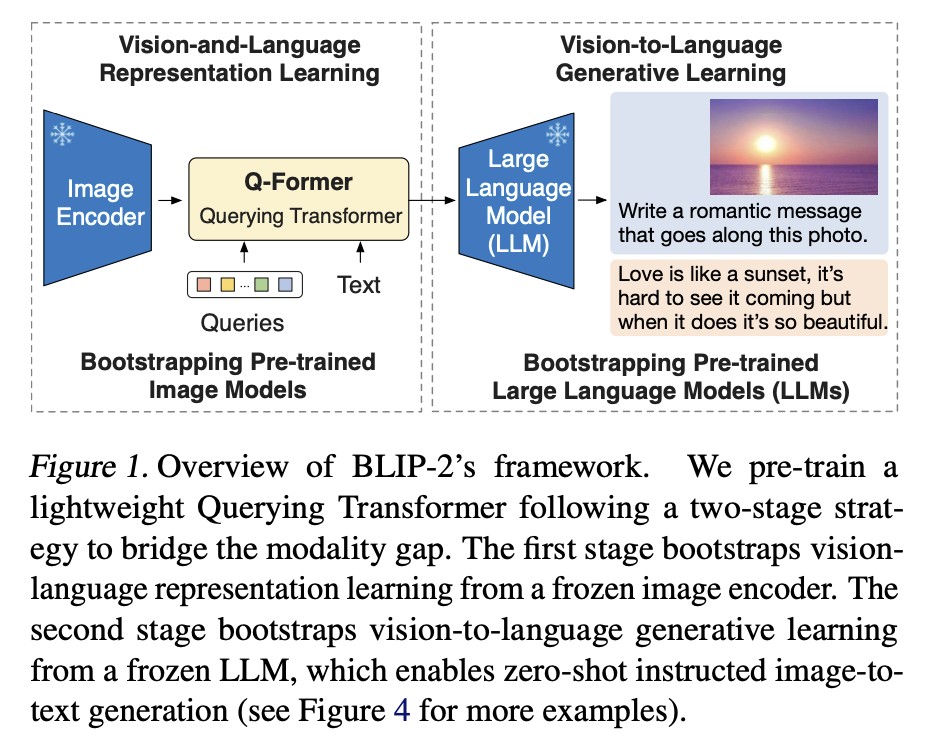 Vision-and-Language
Representation Learning
Image
Encoder
Q-Former
Querying Transformer
...
Queries
Text
Bootstrapping Pre-trained
Image Models
Vision-to-Language
Generative Learning
Large
Language
Model
(LLM)
Write a romantic message
that goes along this photo.
Love is like a sunset, it's
hard to see it coming but
when it does it's so beautiful.
Bootstrapping Pre-trained
Large Language Models (LLMs)
Figure 1. Overview of BLIP-2's framework. We pre-train a
lightweight Querying Transformer following a two-stage strat-
egy to bridge the modality gap. The first stage bootstraps vision-
language representation learning from a frozen image encoder. The
second stage bootstraps vision-to-language generative learning
from a frozen LLM, which enables zero-shot instructed image-to-
text generation (see Figure 4 for more examples).